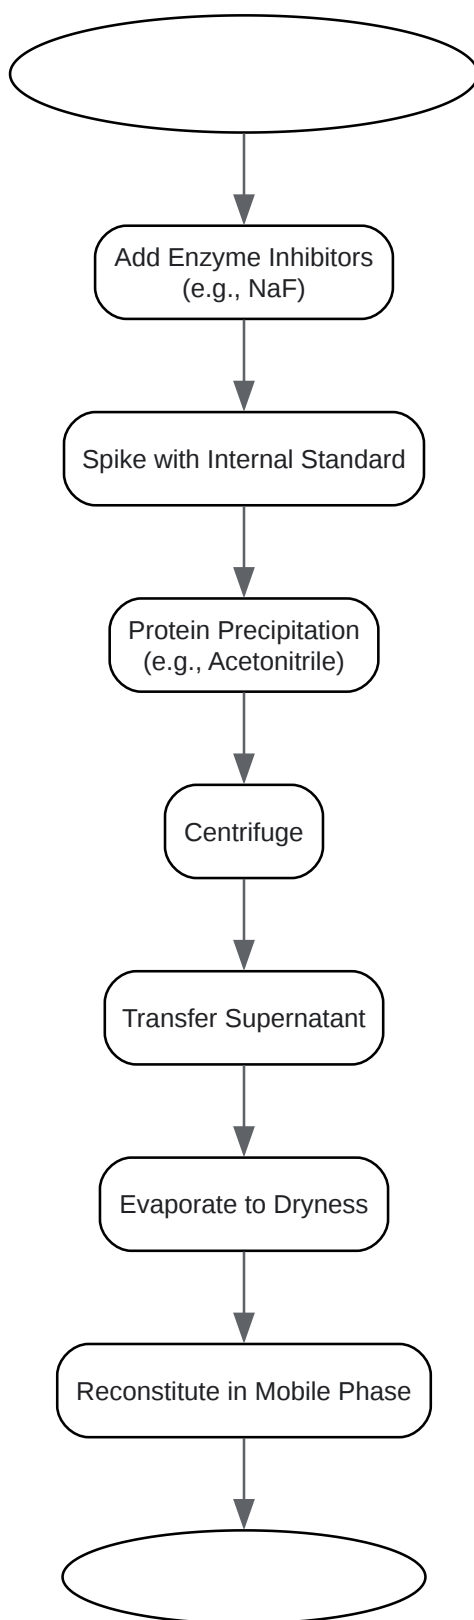 Add Enzyme Inhibitors
(e.g., NaF)
Spike with Internal Standard
Protein Precipitation
(e.g., Acetonitrile)
Centrifuge
Transfer Supernatant
Evaporate to Dryness
Reconstitute in Mobile Phase